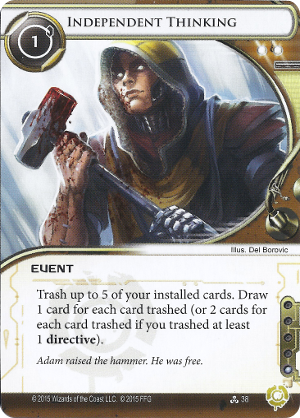 INDEPENDENT THINKING
1
Illus. Del Borovic
EVENT
Trash up to 5 of your installed cards. Draw
1 card for each card trashed (or 2 cards for
each card trashed if you trashed at least
1 directive).
Adam raised the hammer. He was free.
© 2015 Wizards of the Coast LLC. © 2015 FFG
38